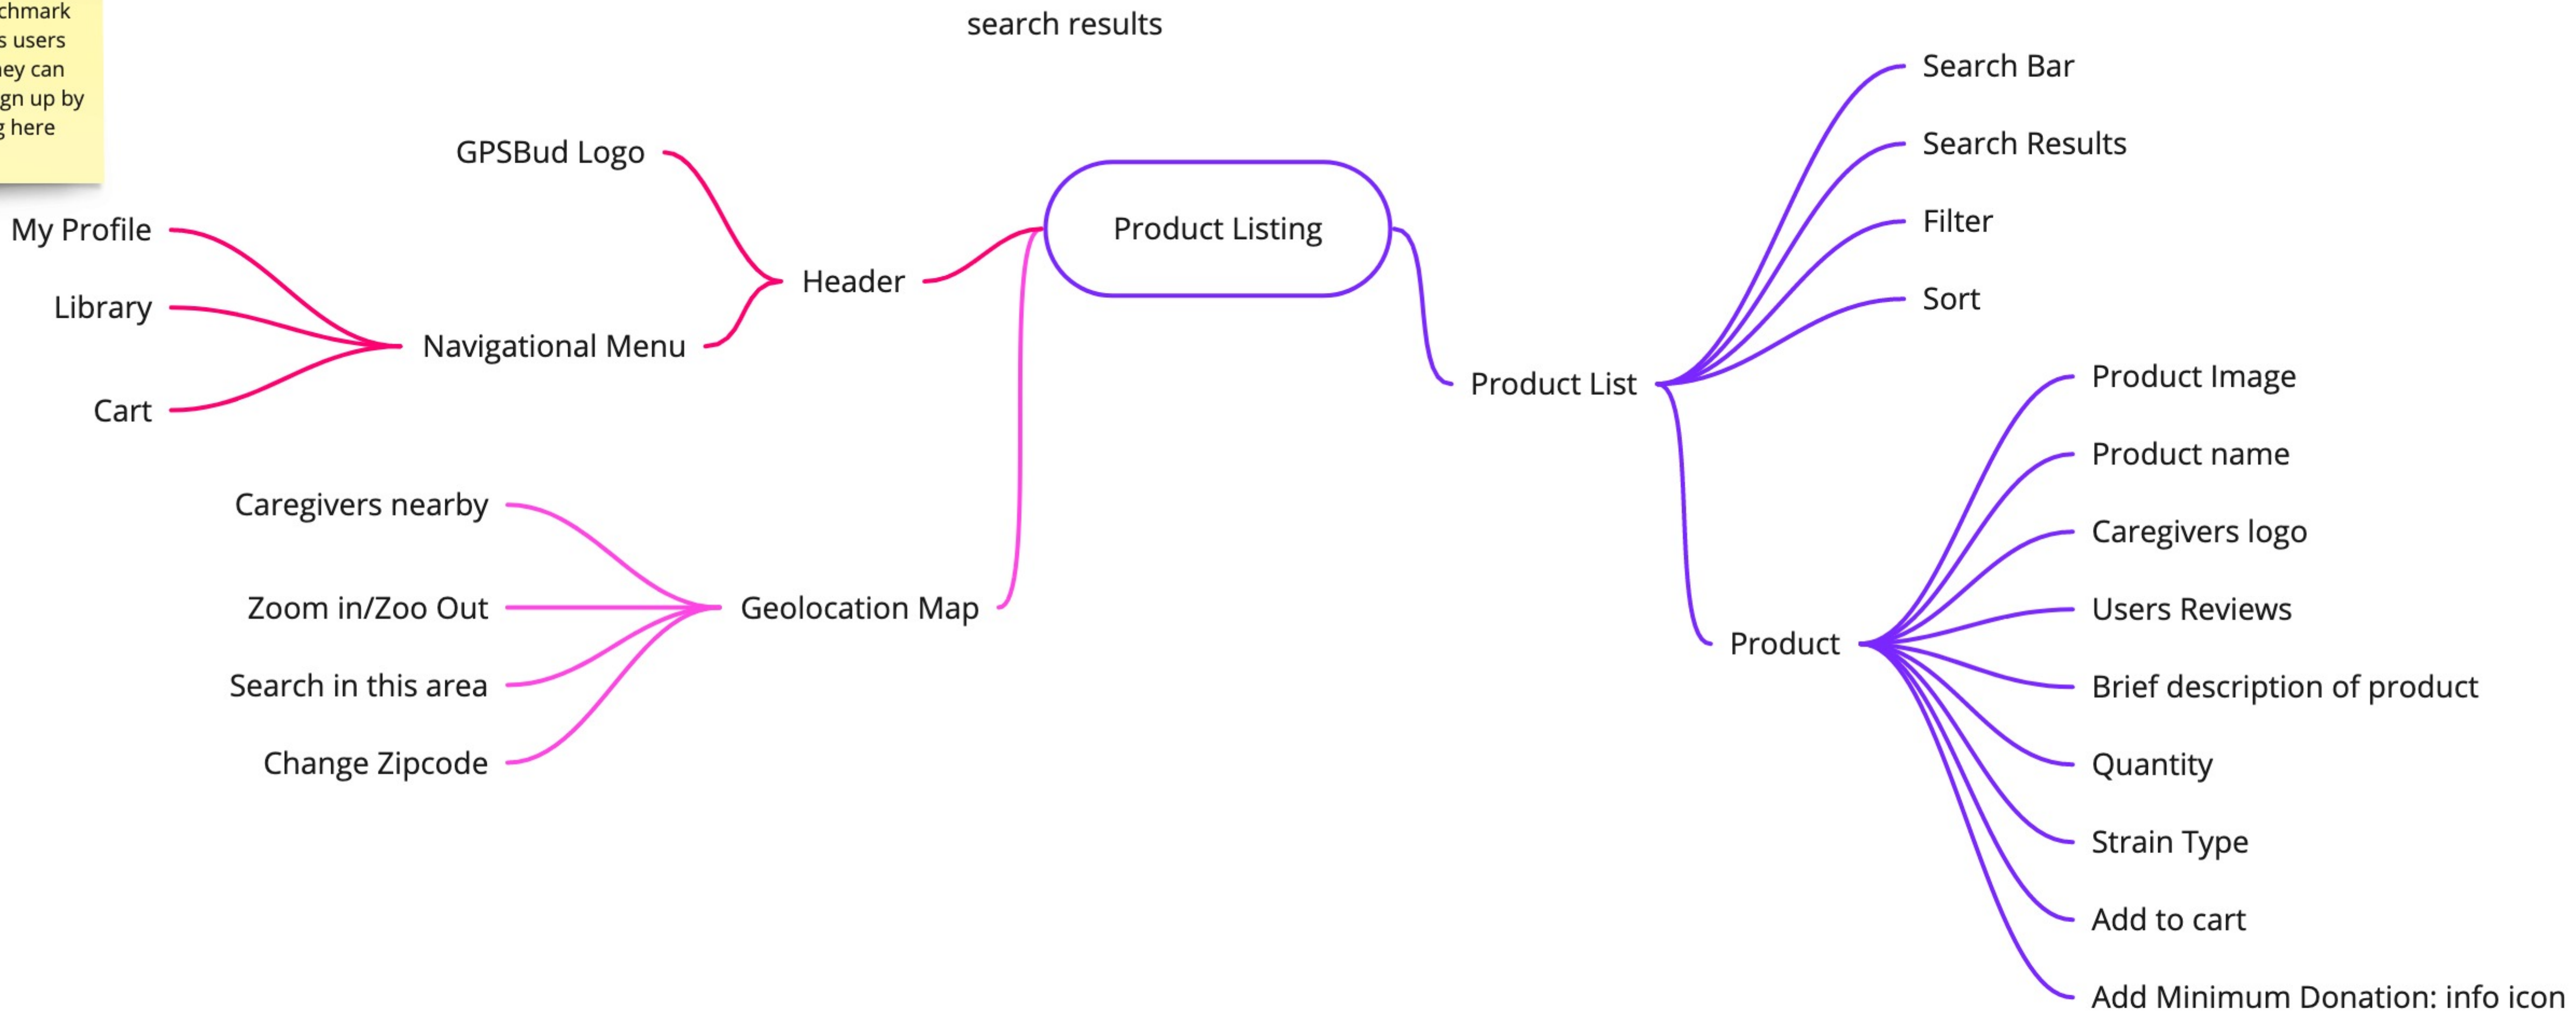 chmark
s users
ey can
gn up by
g here
search results
GPSBud Logo
My Profile
Library
Cart
Navigational Menu
Header
Product Listing
Caregivers nearby
Zoom in/Zoo Out
Search in this area
Change Zipcode
Geolocation Map
Product List
Search Bar
Search Results
Filter
Sort
Product
Product Image
Product name
Caregivers logo
Users Reviews
Brief description of product
Quantity
Strain Type
Add to cart
Add Minimum Donation: info icon